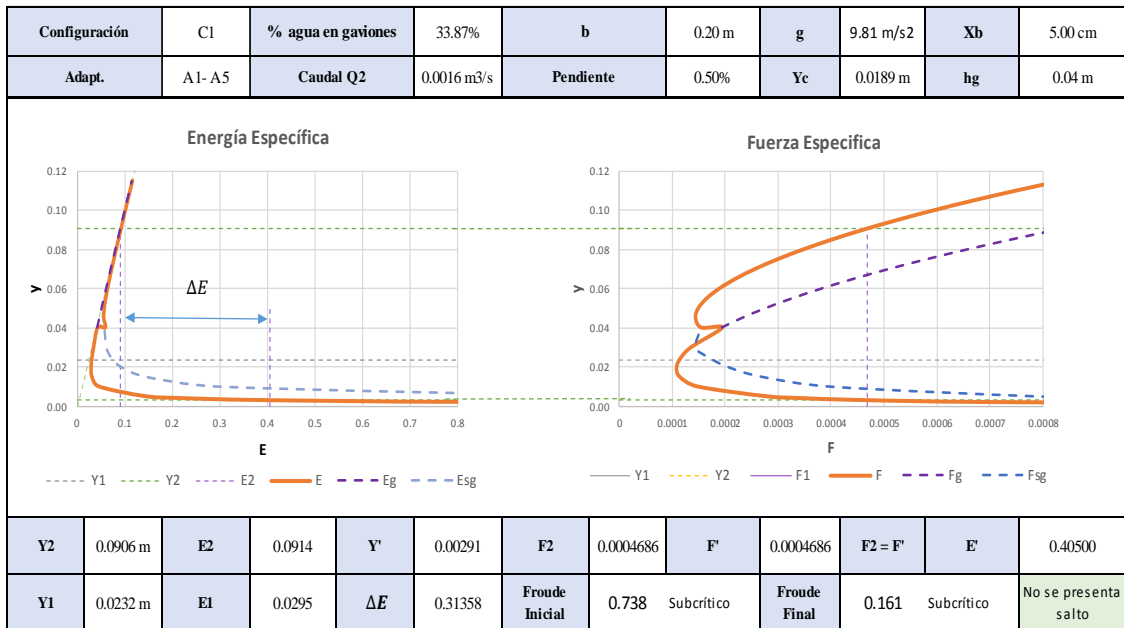 Configuración C1 % agua en gaviones 33.87% b 0.20 m g 9.81 m/s2 Xb 5.00 cm
Adapt. A1- A5 Caudal Q2 0.0016 m3/s Pendiente 0.50% Yc 0.0189 m hg 0.04 m
Energía Específica
0.12
0.10
0.08
0.06
0.04
0.02
0.00
y
ΔE
0 0.1 0.2 0.3 0.4 0.5 0.6 0.7 0.8
E
Y1 Y2 E2 E Eg Esg
Fuerza Especifica
0.12
0.10
0.08
0.06
0.04
0.02
0.00
y
0 0.0001 0.0002 0.0003 0.0004 0.0005 0.0006 0.0007 0.0008
F
Y1 Y2 F1 F Fg Fsg
Y2 0.0906 m E2 0.0914 Y' 0.00291 F2 0.0004686 F' 0.0004686 F2 = F' E' 0.40500
Y1 0.0232 m E1 0.0295 ΔE 0.31358 Froude Inicial 0.738 Subcrítico Froude Final 0.161 Subcrítico No se presenta salto